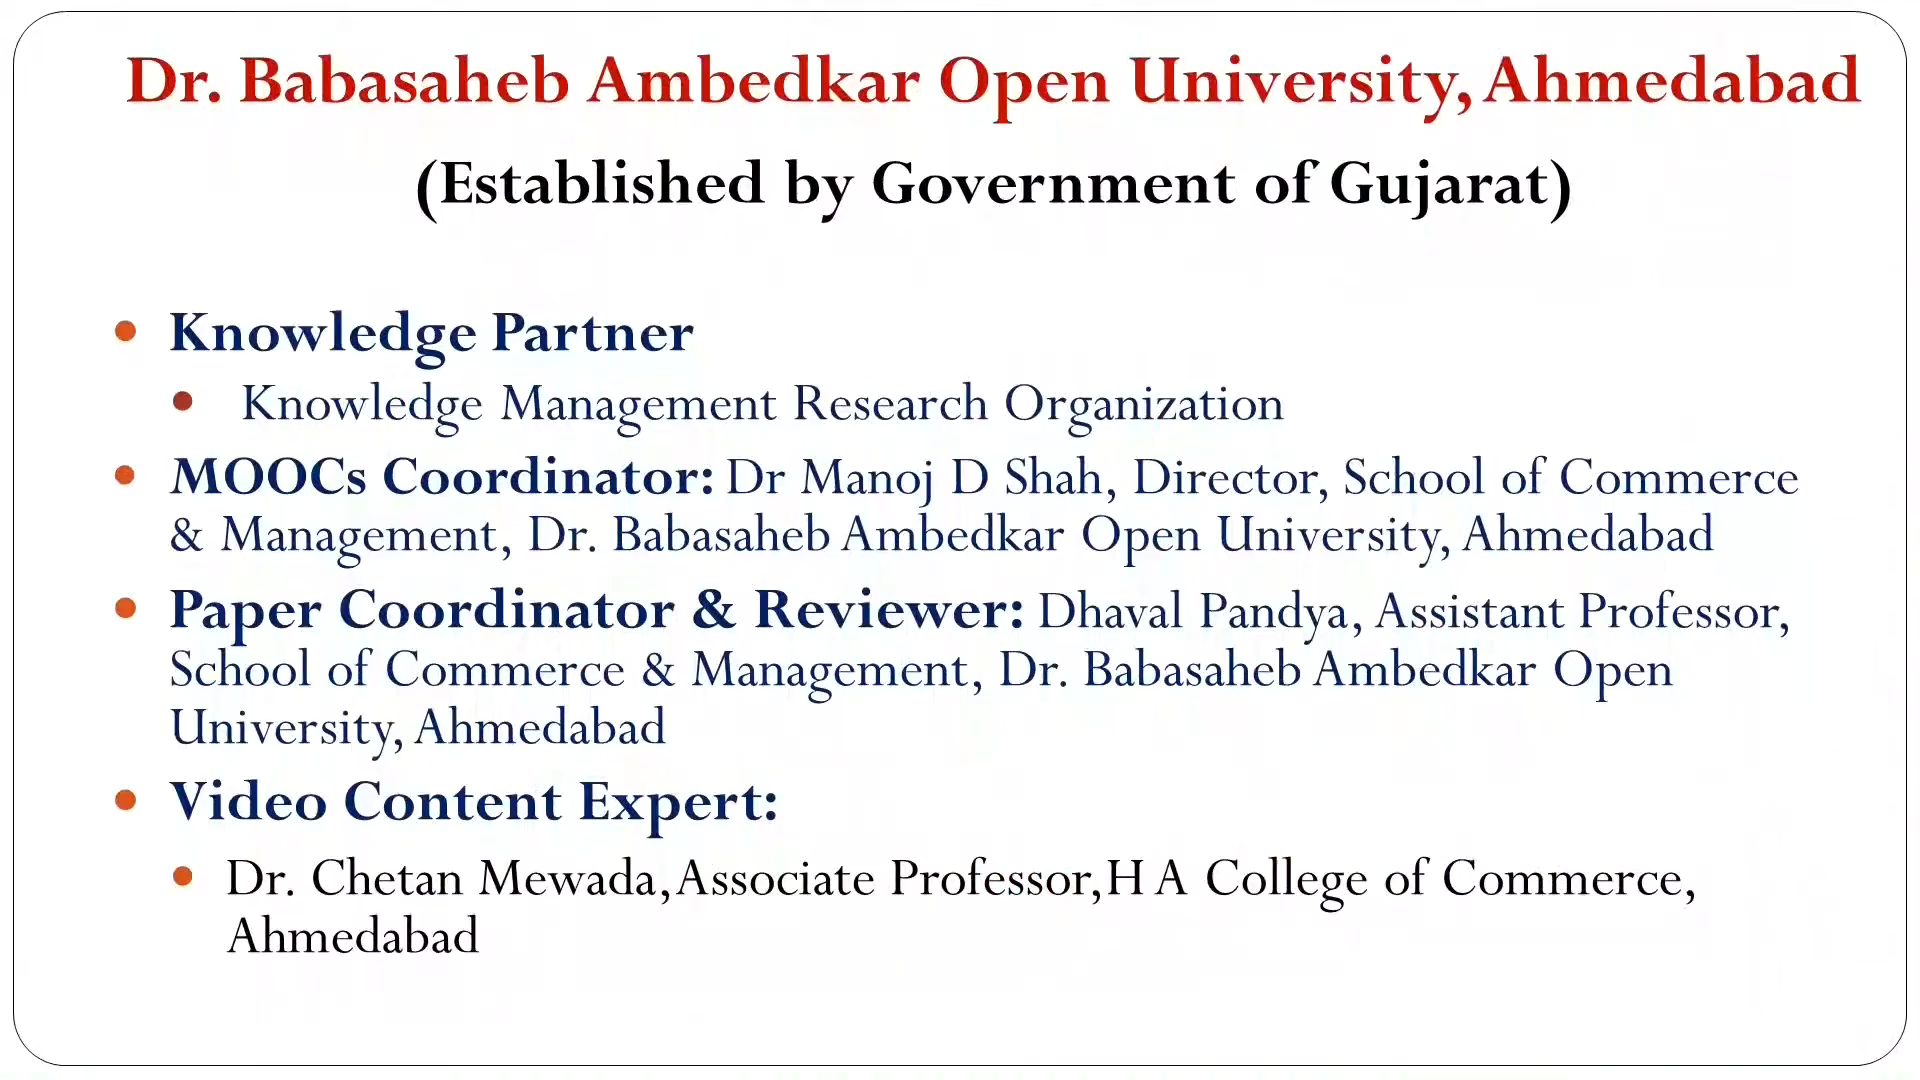 Dr. Babasaheb Ambedkar Open University, Ahmedabad
(Established by Government of Gujarat)
• Knowledge Partner
• Knowledge Management Research Organization
• MOOCs Coordinator: Dr Manoj D Shah, Director, School of Commerce
& Management, Dr. Babasaheb Ambedkar Open University, Ahmedabad
• Paper Coordinator & Reviewer: Dhaval Pandya, Assistant Professor,
School of Commerce & Management, Dr. Babasaheb Ambedkar Open
University, Ahmedabad
• Video Content Expert:
• Dr. Chetan Mewada, Associate Professor, H A College of Commerce,
Ahmedabad